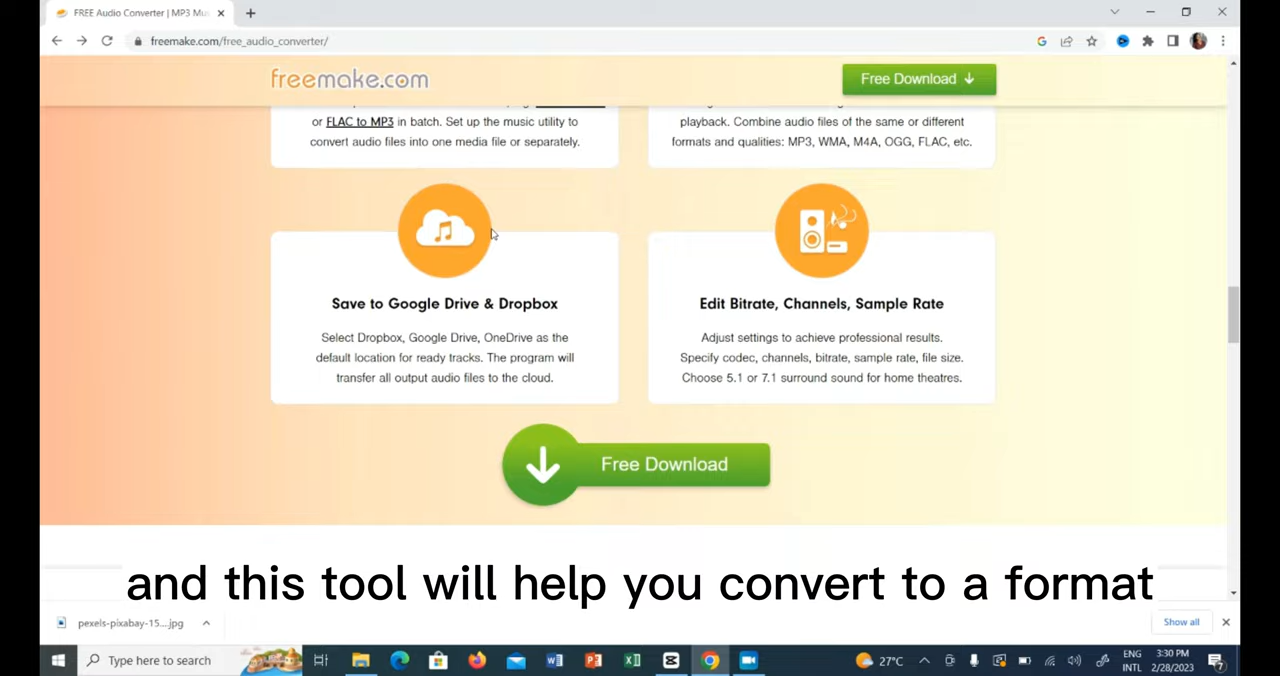 FREE Audio Converter | MP3 Mus
freemake.com/free_audio_converter/
freemake.com
Free Download
or FLAC to MP3 in batch. Set up the music utility to
convert audio files into one media file or separately.
playback. Combine audio files of the same or different
formats and qualities: MP3, WMA, M4A, OGG, FLAC, etc.
Save to Google Drive & Dropbox
Select Dropbox, Google Drive, OneDrive as the
default location for ready tracks. The program will
transfer all output audio files to the cloud.
Edit Bitrate, Channels, Sample Rate
Adjust settings to achieve professional results.
Specify codec, channels, bitrate, sample rate, file size.
Choose 5.1 or 7.1 surround sound for home theatres.
Free Download
and this tool will help you convert to a format
pexels-pixabay-15....jpg
Show all
Type here to search
27°C
ENG
INTL
3:30 PM
2/28/2023
7